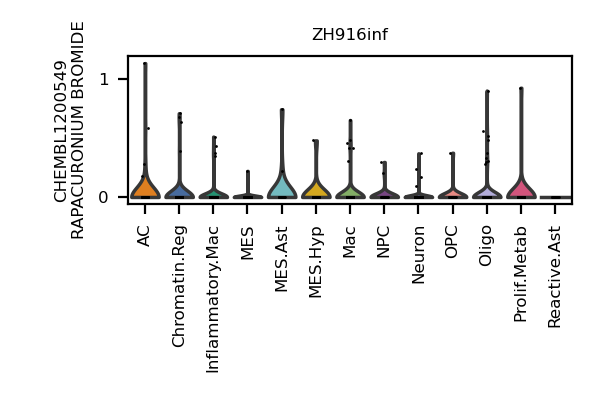 ZH916inf
CHEMBL1200549
RAPACURONIUM BROMIDE
1
0
AC
Chromatin.Reg
Inflammatory.Mac
MES
MES.Ast
MES.Hyp
Mac
NPC
Neuron
OPC
Oligo
Prolif.Metab
Reactive.Ast